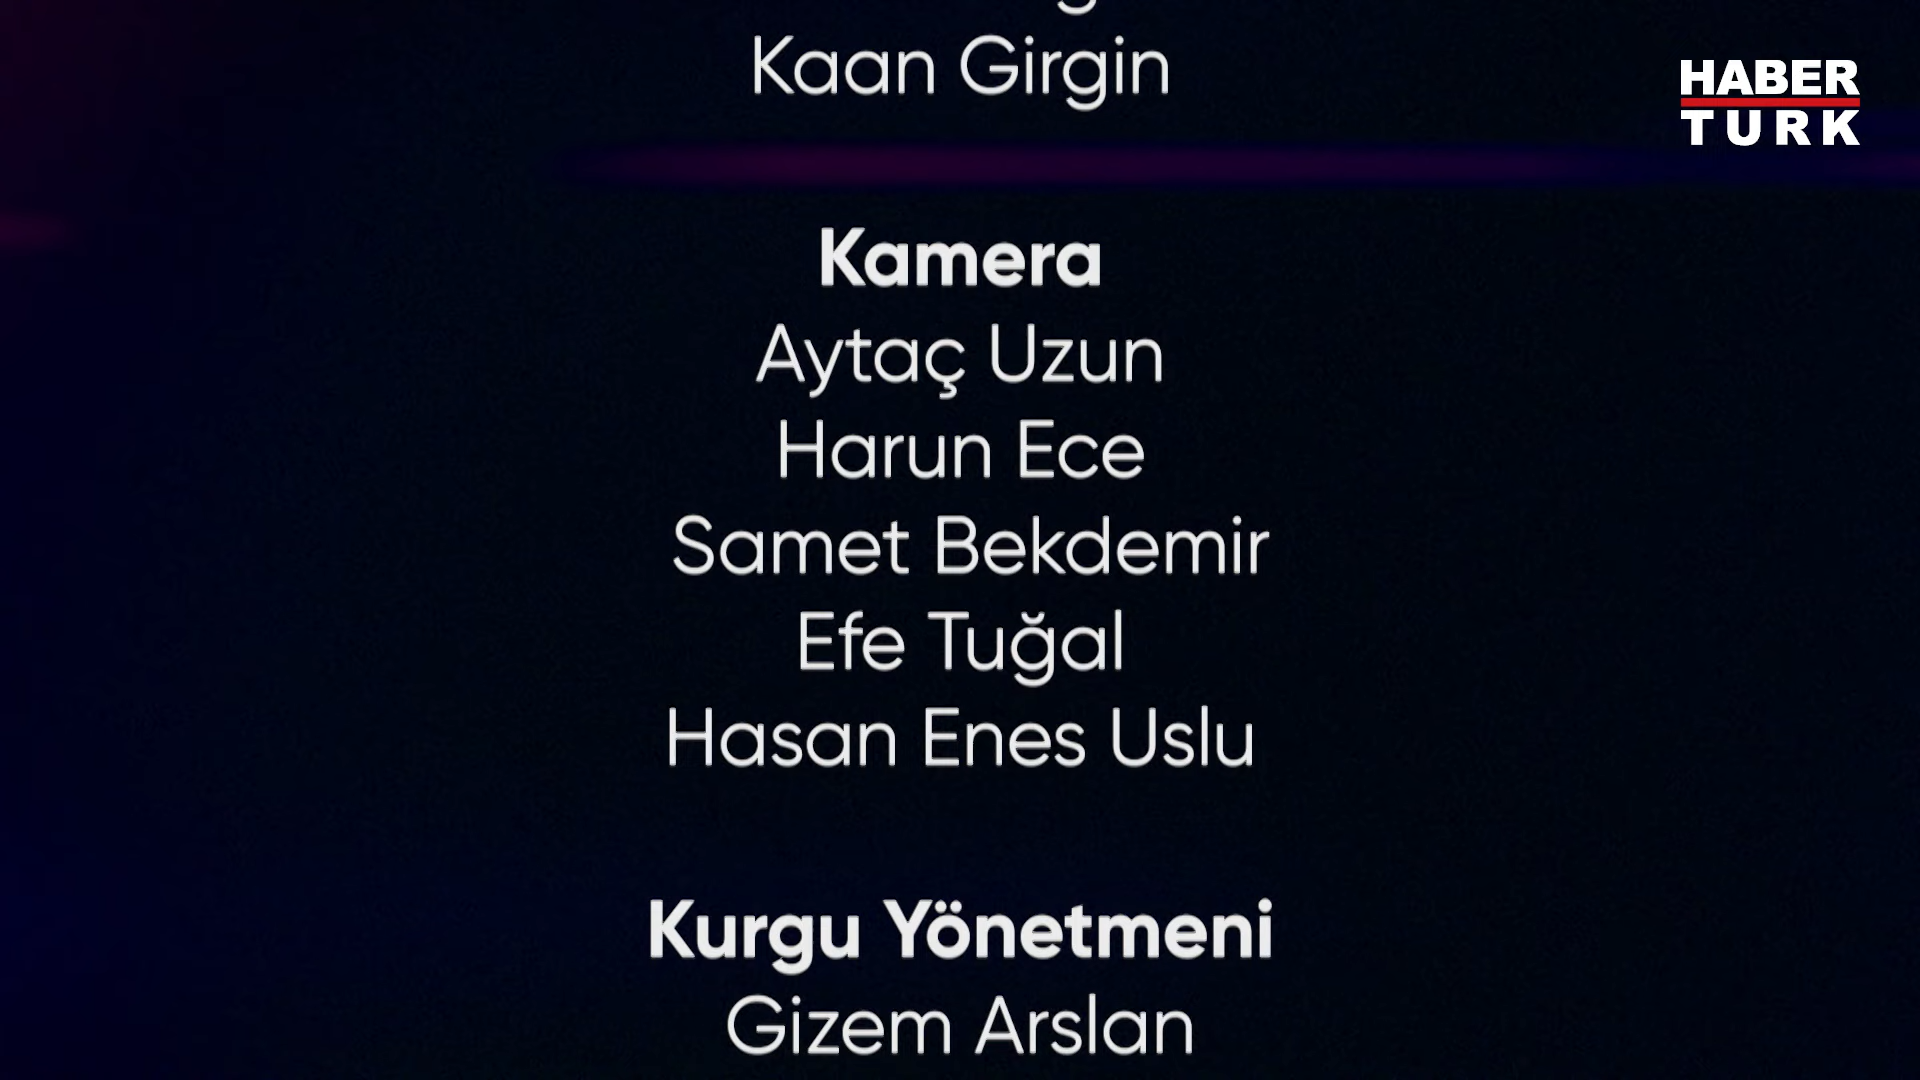 Kaan Girgin
HABER
TURK
Kamera
Aytaç Uzun
Harun Ece
Samet Bekdemir
Efe Tuğal
Hasan Enes Uslu
Kurgu Yönetmeni
Gizem Arslan